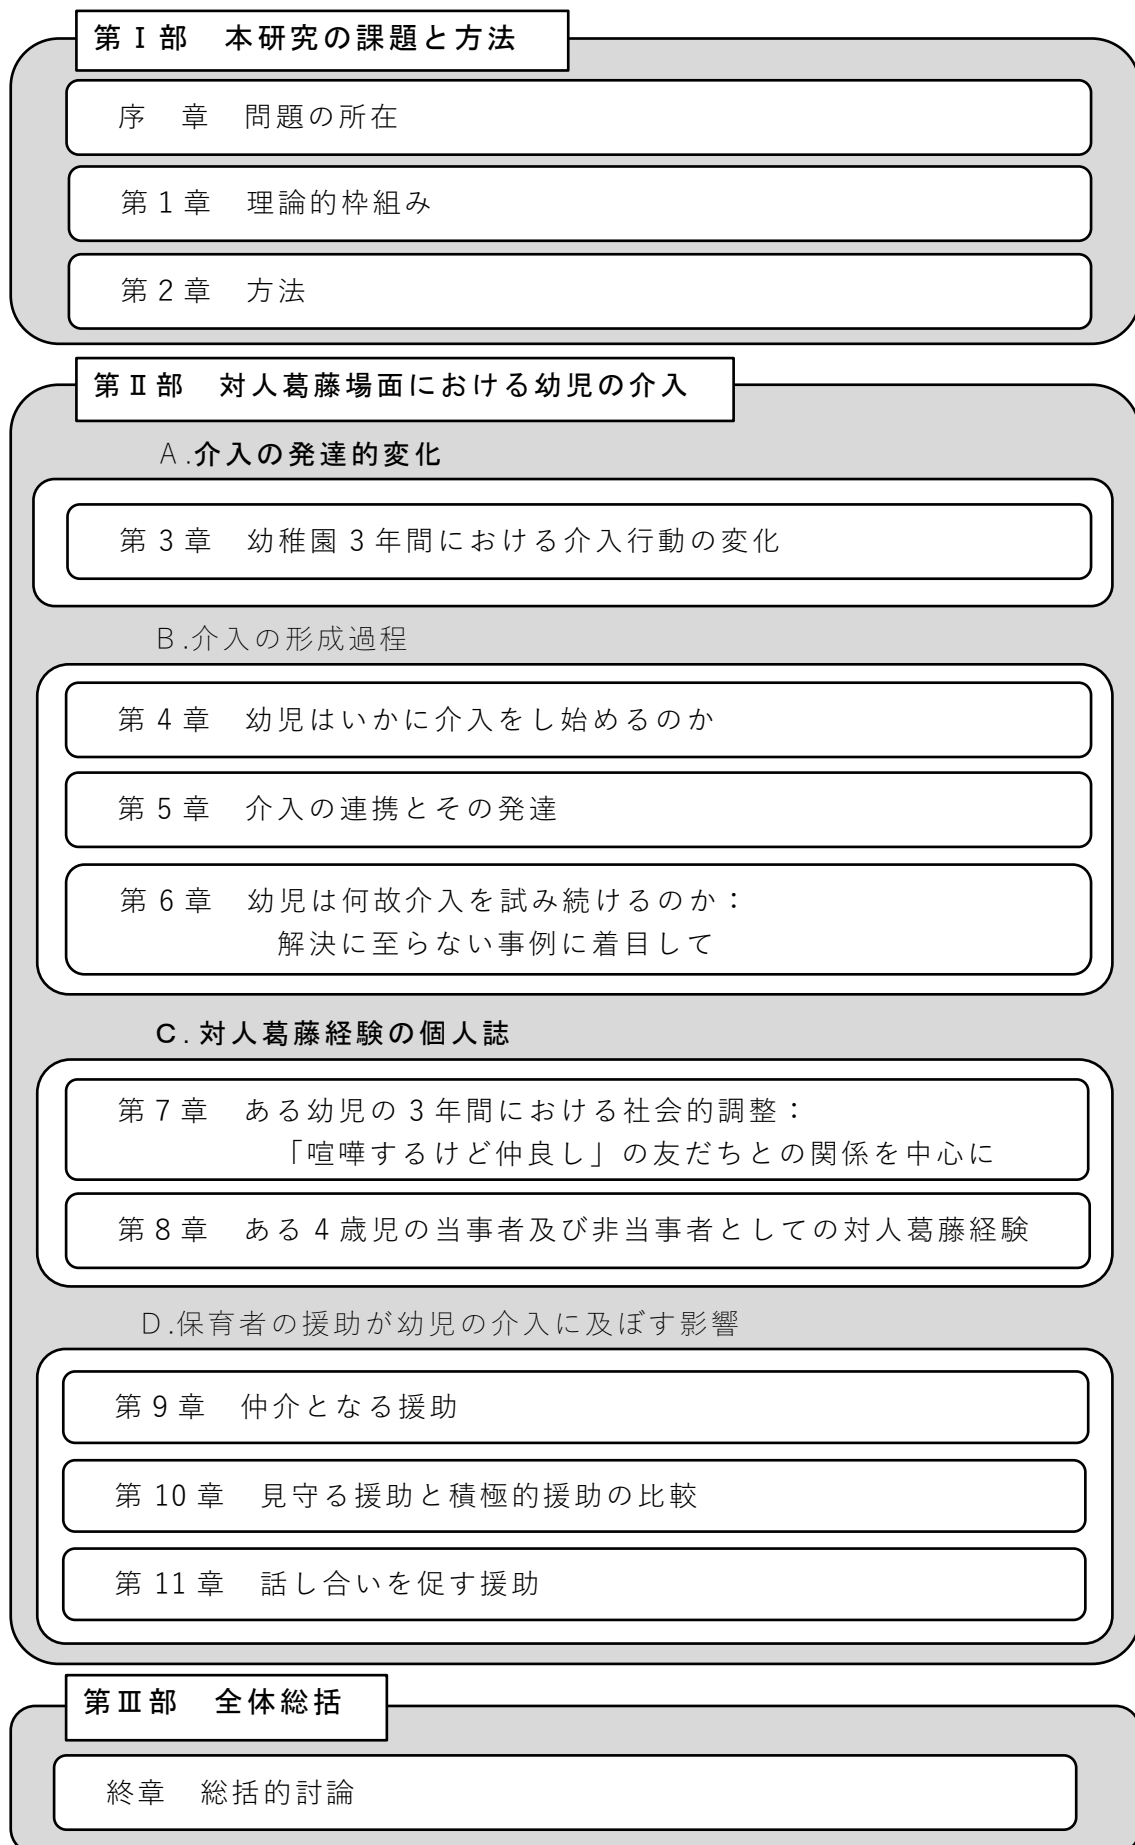 第Ⅰ部　本研究の課題と方法
序　章　問題の所在
第1章　理論的枠組み
第2章　方法
第Ⅱ部　対人葛藤場面における幼児の介入
A.介入の発達的変化
第3章　幼稚園3年間における介入行動の変化
B.介入の形成過程
第4章　幼児はいかに介入をし始めるのか
第5章　介入の連携とその発達
第6章　幼児は何故介入を試み続けるのか：
解決に至らない事例に着目して
C.対人葛藤経験の個人誌
第7章　ある幼児の3年間における社会的調整：
「喧嘩するけど仲良し」の友だちとの関係を中心に
第8章　ある4歳児の当事者及び非当事者としての対人葛藤経験
D.保育者の援助が幼児の介入に及ぼす影響
第9章　仲介となる援助
第10章　見守る援助と積極的援助の比較
第11章　話し合いを促す援助
第Ⅲ部　全体総括
終章　総括的討論